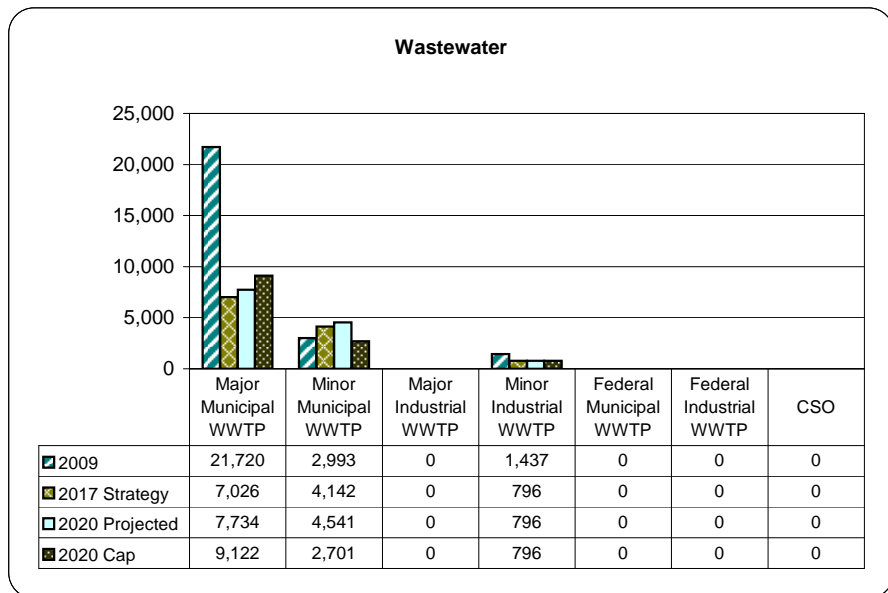 Wastewater
25,000
20,000
15,000
10,000
5,000
0
Major Municipal WWTP
Minor Municipal WWTP
Major Industrial WWTP
Minor Industrial WWTP
Federal Municipal WWTP
Federal Industrial WWTP
CSO
2009 21,720 2,993 0 1,437 0 0 0
2017 Strategy 7,026 4,142 0 796 0 0 0
2020 Projected 7,734 4,541 0 796 0 0 0
2020 Cap 9,122 2,701 0 796 0 0 0